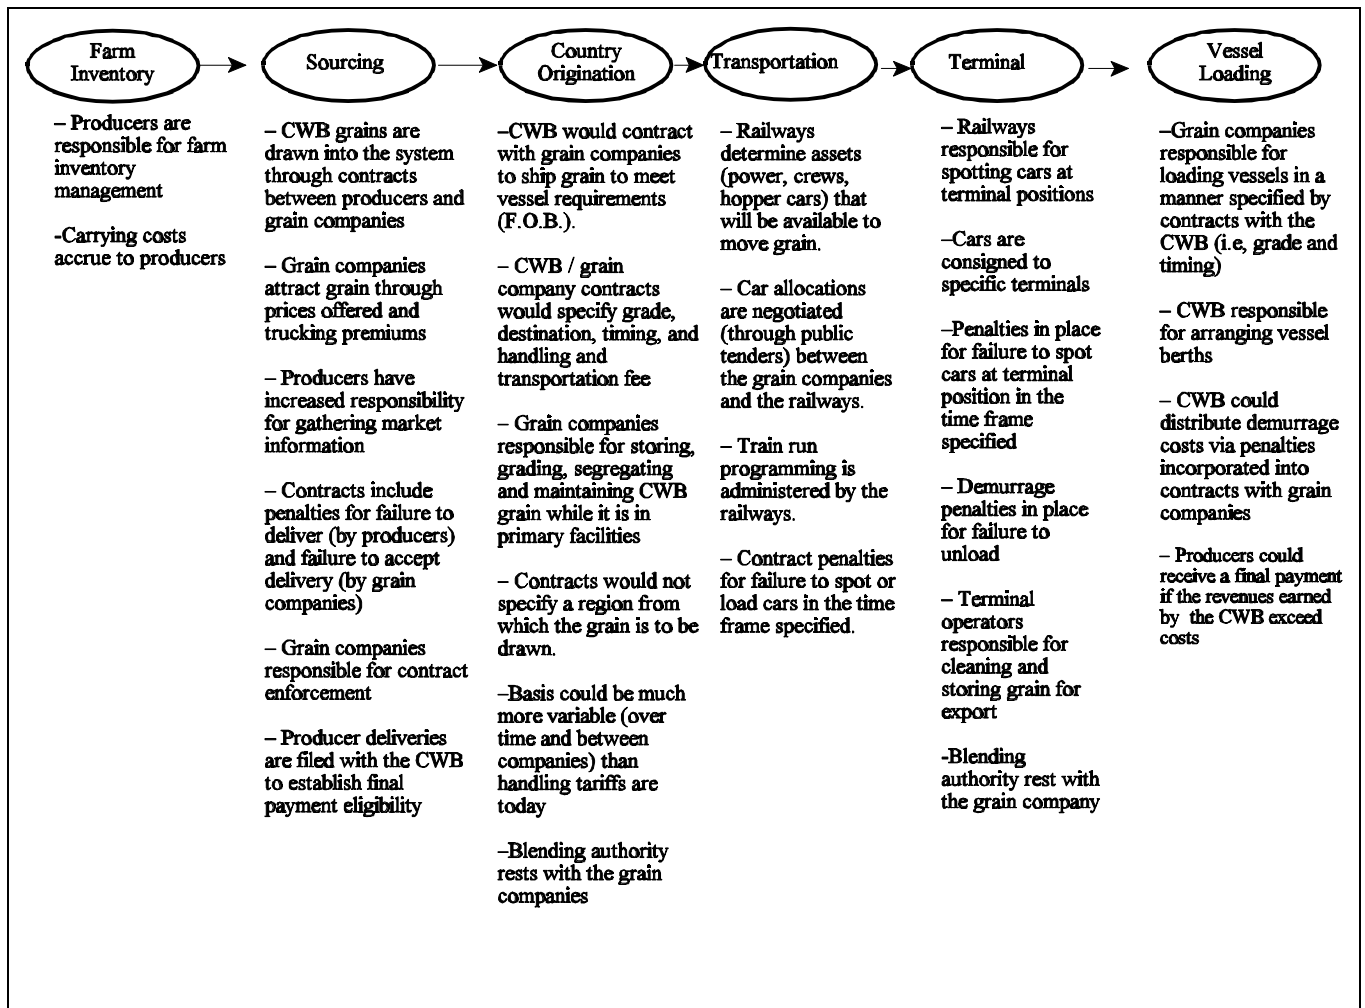 Farm
Inventory
Sourcing
Country
Origination
Transportation
Terminal
Vessel
Loading
– Producers are
responsible for farm
inventory
management
-Carrying costs
accrue to producers
– CWB grains are
drawn into the system
through contracts
between producers and
grain companies
– Grain companies
attract grain through
prices offered and
trucking premiums
– Producers have
increased responsibility
for gathering market
information
– Contracts include
penalties for failure to
deliver (by producers)
and failure to accept
delivery (by grain
companies)
– Grain companies
responsible for contract
enforcement
– Producer deliveries
are filed with the CWB
to establish final
payment eligibility
–CWB would contract
with grain companies
to ship grain to meet
vessel requirements
(F.O.B.).
– CWB / grain
company contracts
would specify grade,
destination, timing, and
handling and
transportation fee
– Grain companies
responsible for storing,
grading, segregating
and maintaining CWB
grain while it is in
primary facilities
– Contracts would not
specify a region from
which the grain is to be
drawn.
–Basis could be much
more variable (over
time and between
companies) than
handling tariffs are
today
–Blending authority
rests with the grain
companies
– Railways
determine assets
(power, crews,
hopper cars) that
will be available to
move grain.
– Car allocations
are negotiated
(through public
tenders) between
the grain companies
and the railways.
– Train run
programming is
administered by the
railways.
– Contract penalties
for failure to spot or
load cars in the time
frame specified.
– Railways
responsible for
spotting cars at
terminal positions
–Cars are
consigned to
specific terminals
–Penalties in place
for failure to spot
cars at terminal
position in the
time frame
specified
– Demurrage
penalties in place
for failure to
unload
– Terminal
operators
responsible for
cleaning and
storing grain for
export
-Blending
authority rest with
the grain company
–Grain companies
responsible for
loading vessels in a
manner specified by
contracts with the
CWB (i.e, grade and
timing)
– CWB responsible
for arranging vessel
berths
– CWB could
distribute demurrage
costs via penalties
incorporated into
contracts with grain
companies
– Producers could
receive a final payment
if the revenues earned
by the CWB exceed
costs